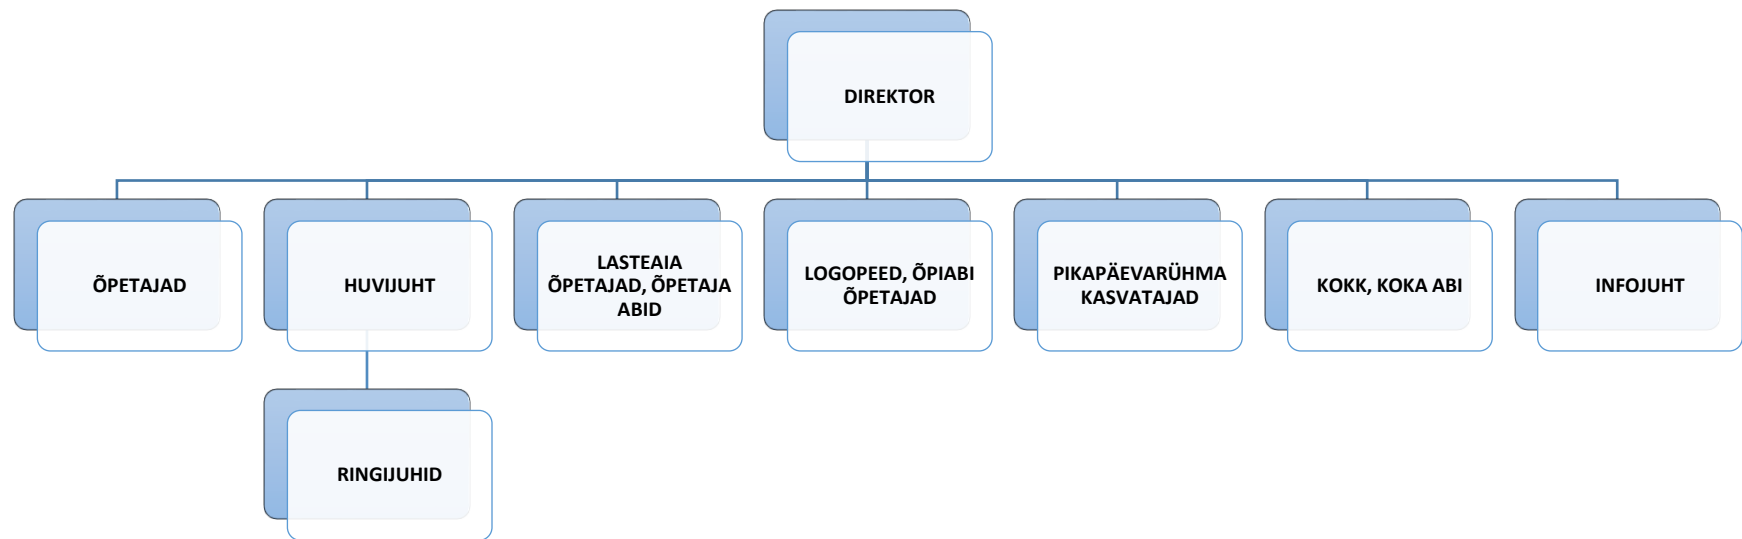 DIREKTOR
ÕPETAJAD
HUVIJUHT
LASTEAIA
ÕPETAJAD, ÕPETAJA
ABID
LOGOPEED, ÕPIABI
ÕPETAJAD
PIKAPÄEVARÜHMA
KASVATAJAD
KOKK, KOKA ABI
INFOJUHT
RINGIJUHID